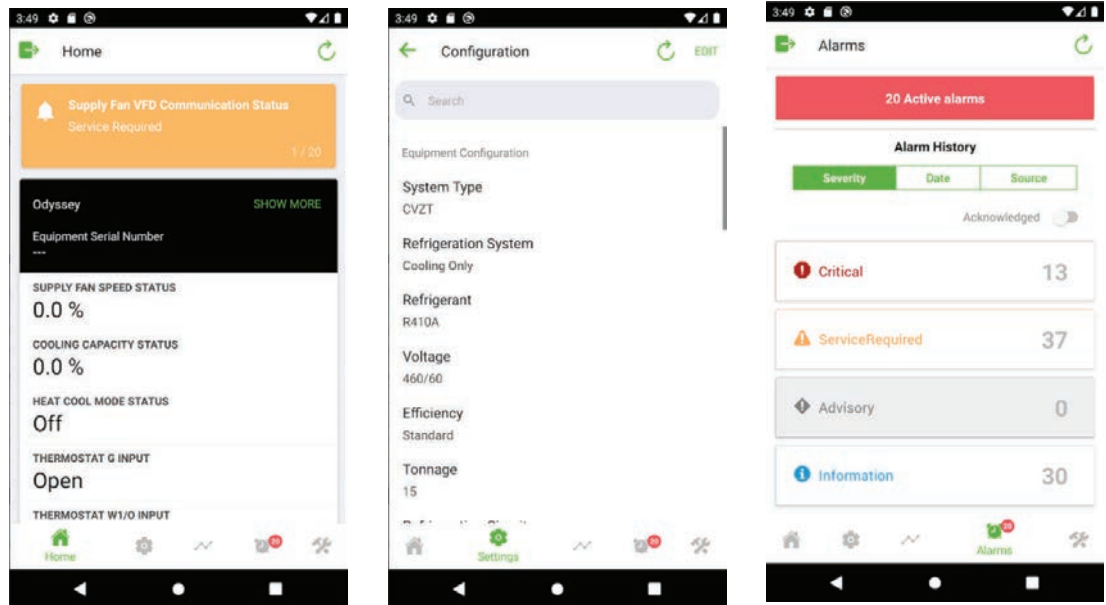 3:49
Home
Supply Fan VFD Communication Status
Service Required
1 / 20
Odyssey
SHOW MORE
Equipment Serial Number
---
SUPPLY FAN SPEED STATUS
0.0 %
COOLING CAPACITY STATUS
0.0 %
HEAT COOL MODE STATUS
Off
THERMOSTAT G INPUT
Open
THERMOSTAT W1/O INPUT
20
Home
3:49
Configuration
EDIT
Search
Equipment Configuration
System Type
CVZT
Refrigeration System
Cooling Only
Refrigerant
R410A
Voltage
460/60
Efficiency
Standard
Tonnage
15
20
Settings
3:49
Alarms
20 Active alarms
Alarm History
Severity Date Source
Acknowledged
Critical 13
ServiceRequired 37
Advisory 0
Information 30
20
Alarms